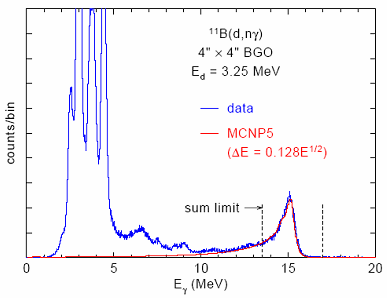 ¹¹B(d,nγ)
4" × 4" BGO
E_d = 3.25 MeV
data
MCNP5
(ΔE = 0.128E^1/2)
sum limit
counts/bin
0 5 10 15 20
E_γ (MeV)